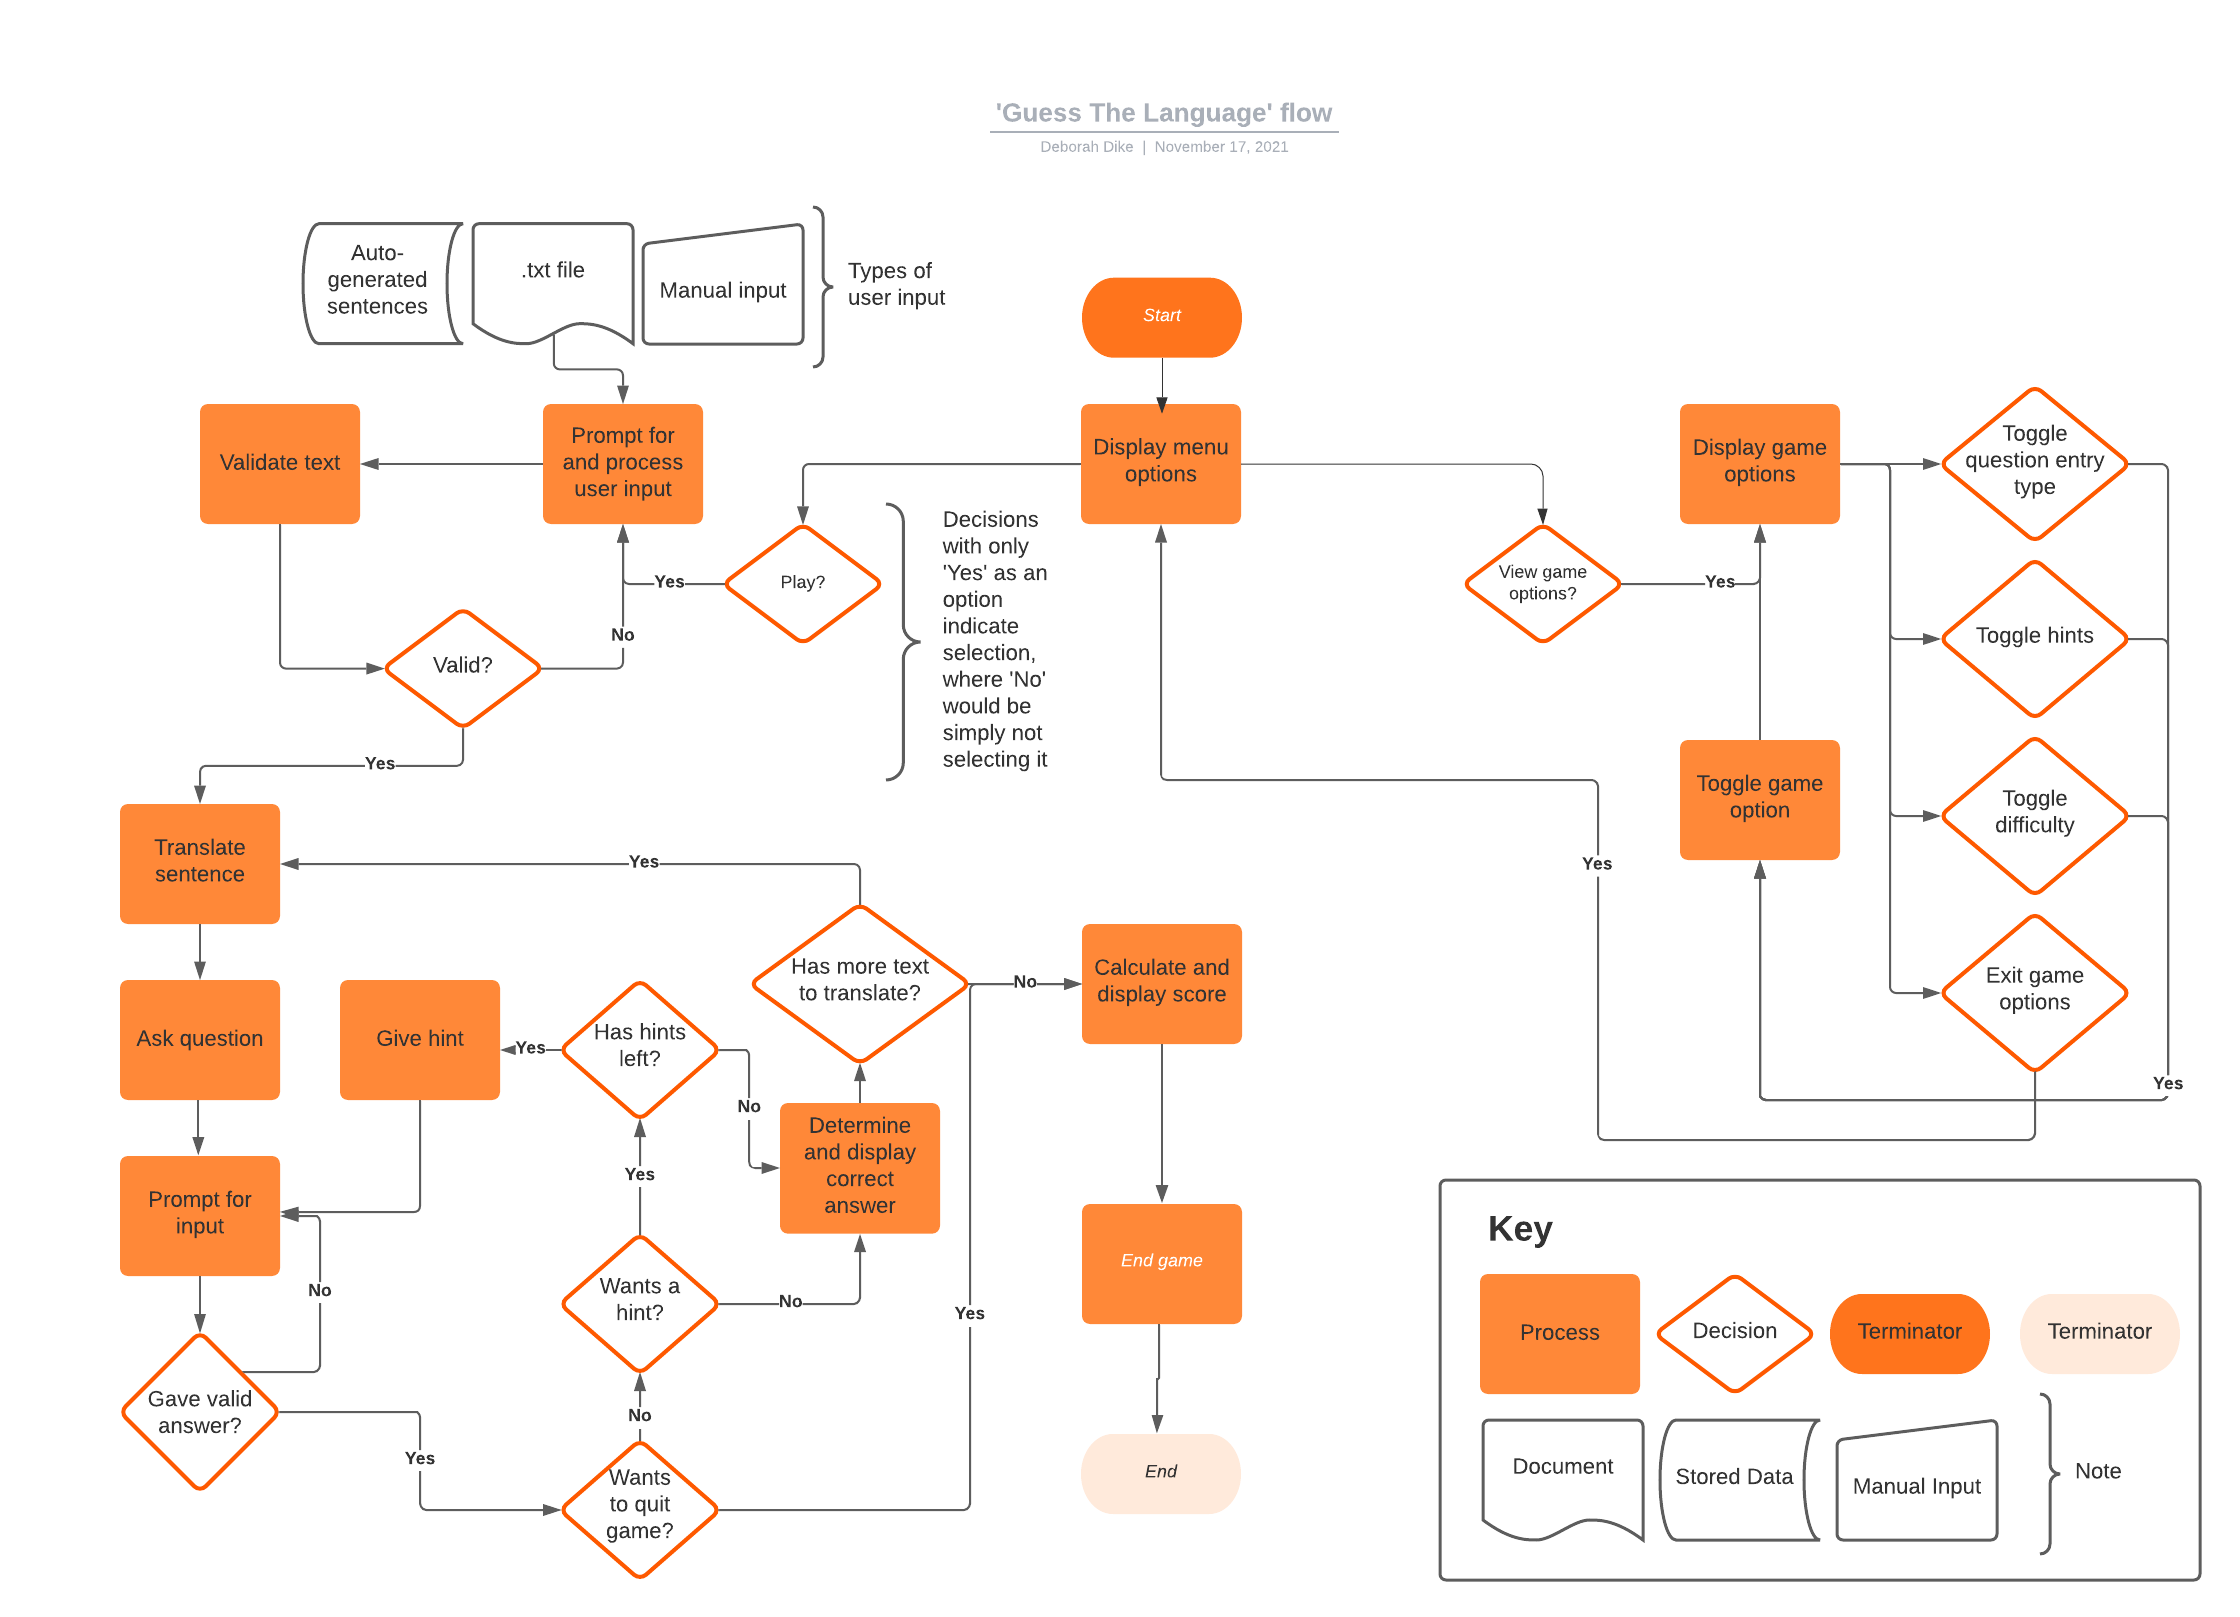 'Guess The Language' flow
Deborah Dike | November 17, 2021
Auto-
generated
sentences
.txt file
Manual input
Types of
user input
Start
Validate text
Prompt for
and process
user input
Display menu
options
Display game
options
Toggle
question entry
type
Decisions
with only
'Yes' as an
option
indicate
selection,
where 'No'
would be
simply not
selecting it
Play?
Yes
View game
options?
Yes
No
Valid?
Toggle hints
Yes
Toggle game
option
Toggle
difficulty
Translate
sentence
Yes
Yes
Has more text
to translate?
No
Calculate and
display score
Exit game
options
Ask question
Give hint
Yes
Has hints
left?
No
Yes
Determine
and display
correct
answer
Yes
Prompt for
input
No
Wants a
hint?
No
Yes
End game
Gave valid
answer?
Yes
No
Wants
to quit
game?
End
Key
Process
Decision
Terminator
Terminator
Document
Stored Data
Manual Input
Note